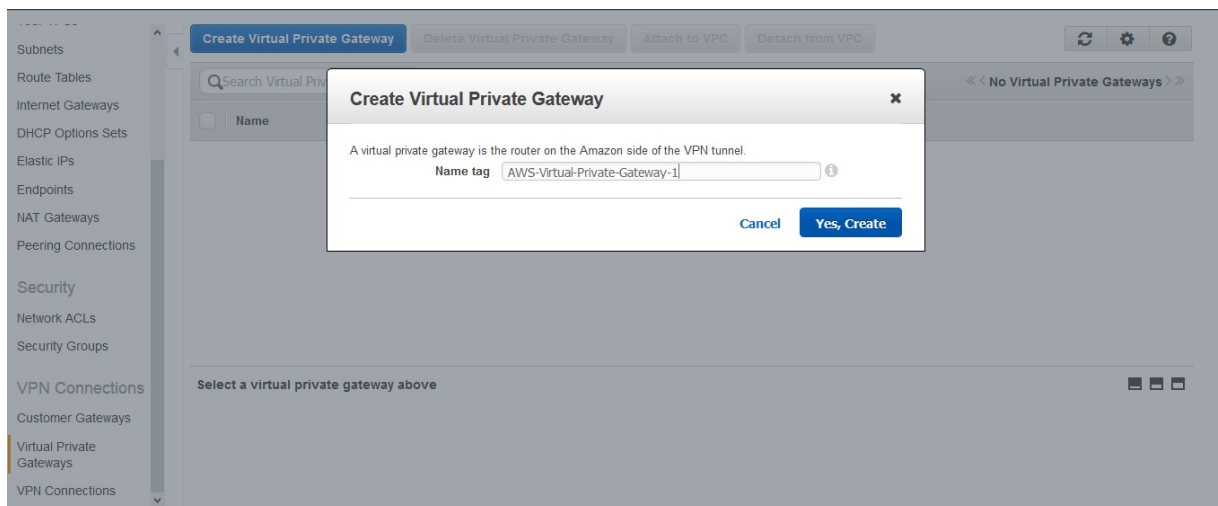 Subnets
Route Tables
Internet Gateways
DHCP Options Sets
Elastic IPs
Endpoints
NAT Gateways
Peering Connections
Security
Network ACLs
Security Groups
VPN Connections
Customer Gateways
Virtual Private
Gateways
VPN Connections
Create Virtual Private Gateway Delete Virtual Private Gateway Attach to VPC Detach from VPC
Search Virtual Priv
« < No Virtual Private Gateways > »
Name
Create Virtual Private Gateway
A virtual private gateway is the router on the Amazon side of the VPN tunnel.
Name tag AWS-Virtual-Private-Gateway-1
Cancel Yes, Create
Select a virtual private gateway above